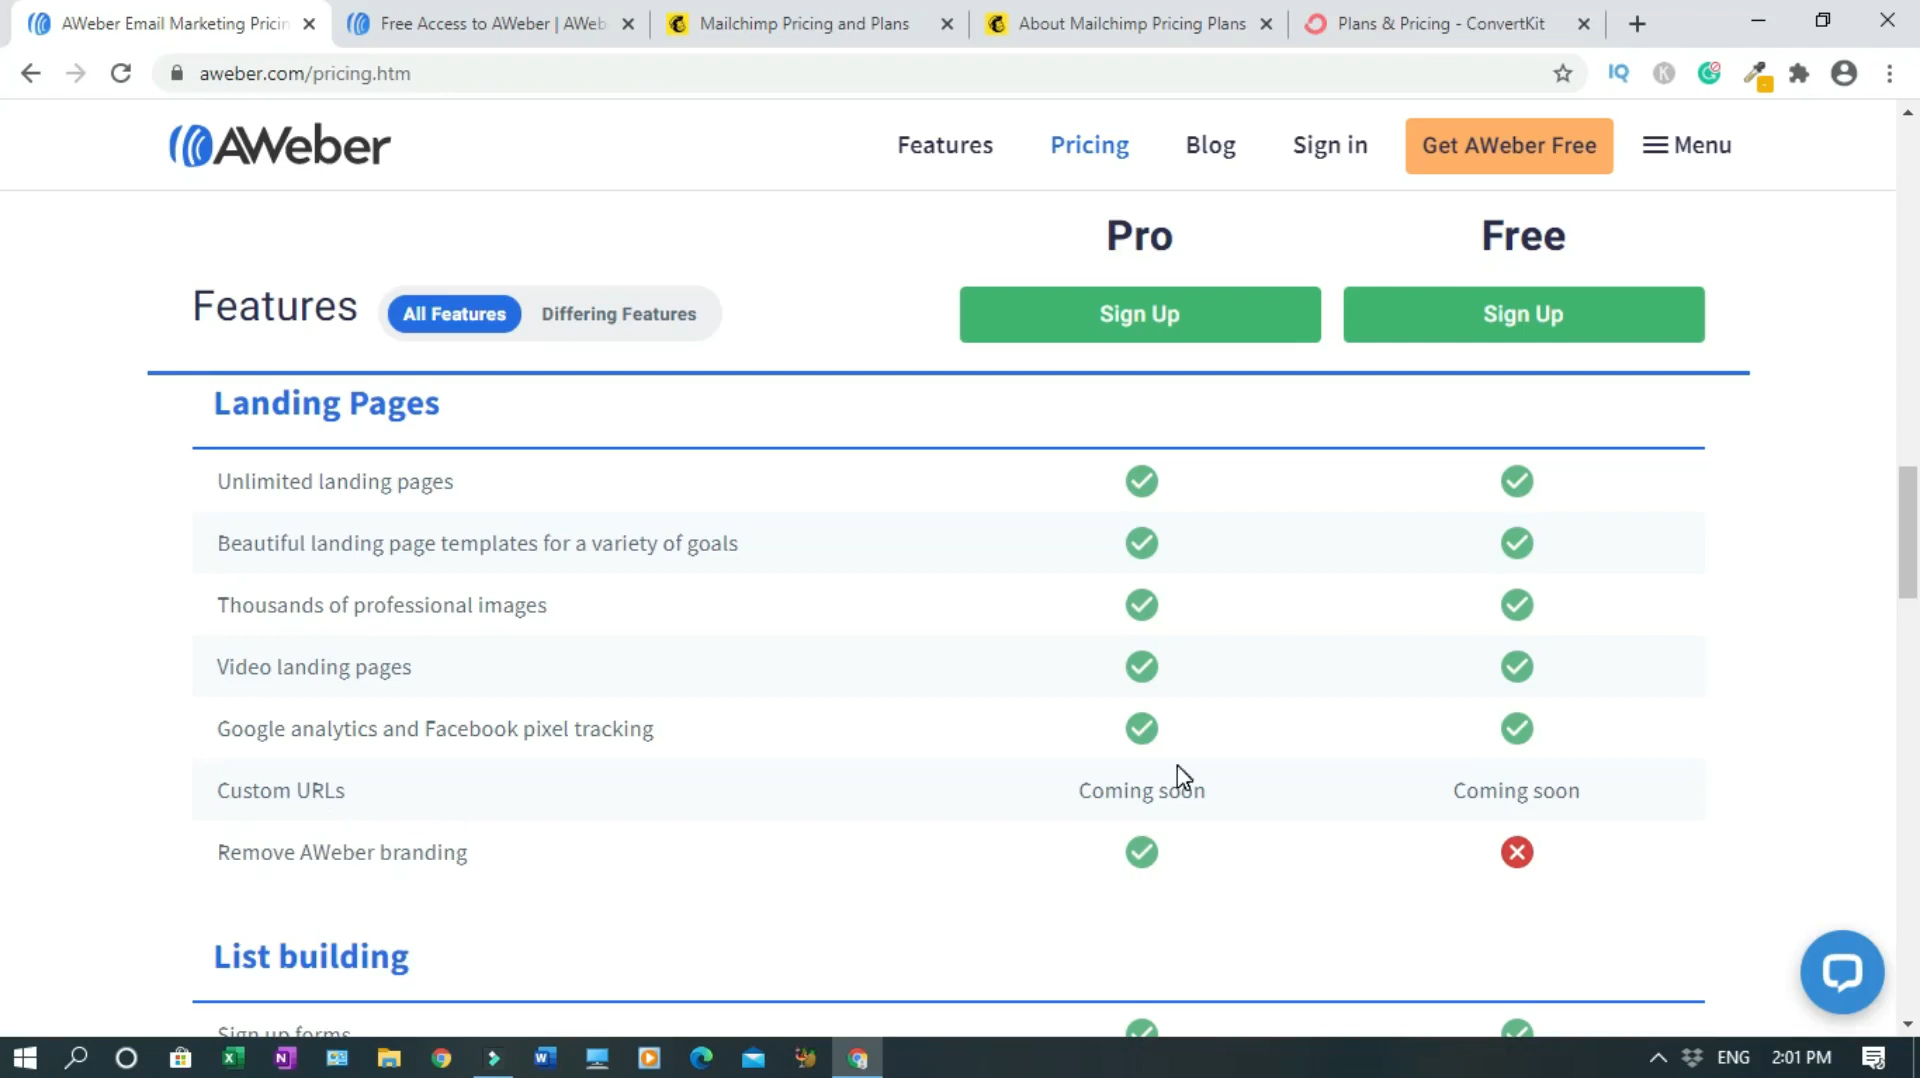 AWeber Email Marketing Pricin
Free Access to AWeber | AWeb
Mailchimp Pricing and Plans
About Mailchimp Pricing Plans
Plans & Pricing - ConvertKit
aweber.com/pricing.htm
IQ
K
AWeber
Features
Pricing
Blog
Sign in
Get AWeber Free
Menu
Pro
Free
Features
All Features
Differing Features
Sign Up
Sign Up
Landing Pages
Unlimited landing pages
Beautiful landing page templates for a variety of goals
Thousands of professional images
Video landing pages
Google analytics and Facebook pixel tracking
Custom URLs
Coming soon
Coming soon
Remove AWeber branding
List building
Sign up forms
ENG
2:01 PM